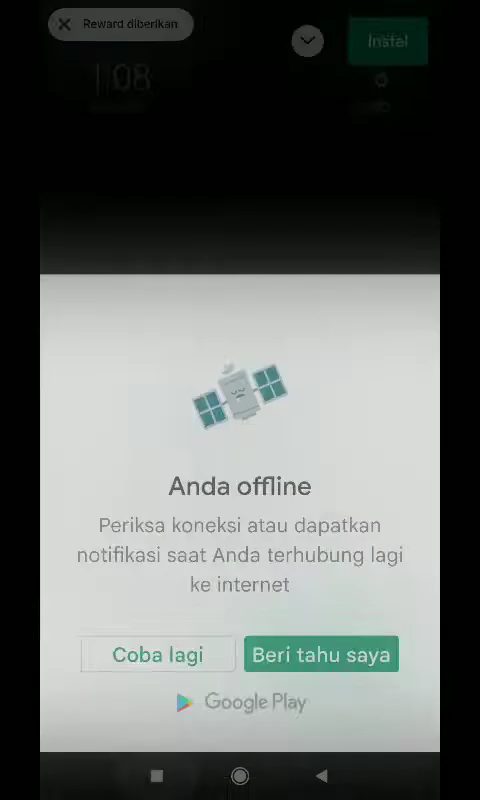 Reward diberikan
Instal
08
Anda offline
Periksa koneksi atau dapatkan
notifikasi saat Anda terhubung lagi
ke internet
Coba lagi
Beri tahu saya
Google Play